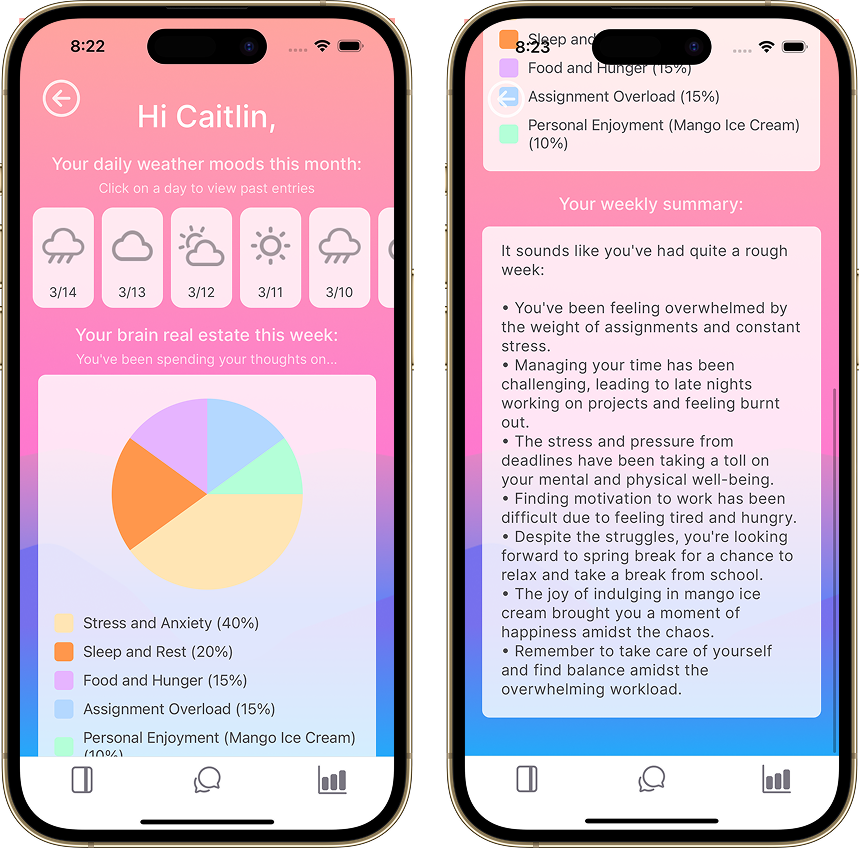 8:22
Hi Caitlin,
Your daily weather moods this month:
Click on a day to view past entries
3/14
3/13
3/12
3/11
3/10
Your brain real estate this week:
You've been spending your thoughts on...
Stress and Anxiety (40%)
Sleep and Rest (20%)
Food and Hunger (15%)
Assignment Overload (15%)
Personal Enjoyment (Mango Ice Cream)
(10%)
8:23
Sleep and
Food and Hunger (15%)
Assignment Overload (15%)
Personal Enjoyment (Mango Ice Cream)
(10%)
Your weekly summary:
It sounds like you've had quite a rough
week:
• You've been feeling overwhelmed by
the weight of assignments and constant
stress.
• Managing your time has been
challenging, leading to late nights
working on projects and feeling burnt
out.
• The stress and pressure from
deadlines have been taking a toll on
your mental and physical well-being.
• Finding motivation to work has been
difficult due to feeling tired and hungry.
• Despite the struggles, you're looking
forward to spring break for a chance to
relax and take a break from school.
• The joy of indulging in mango ice
cream brought you a moment of
happiness amidst the chaos.
• Remember to take care of yourself
and find balance amidst the
overwhelming workload.